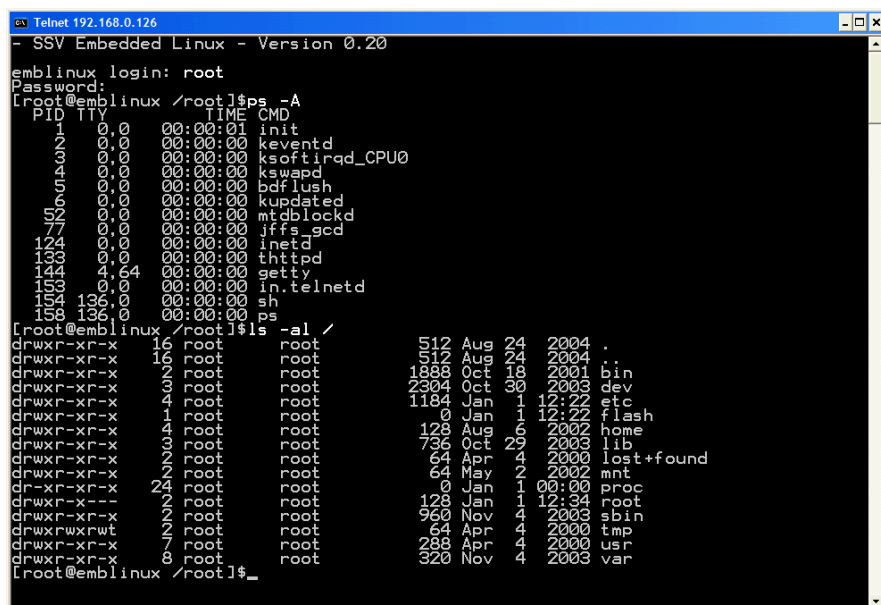 Telnet 192.168.0.126
- SSV Embedded Linux - Version 0.20
emblinux login: root
Password:
[root@emblinux /root]$ps -A
  PID TTY          TIME CMD
    1   0,0    00:00:01 init
    2   0,0    00:00:00 keventd
    3   0,0    00:00:00 ksoftirqd_CPU0
    4   0,0    00:00:00 kswapd
    5   0,0    00:00:00 bdflush
    6   0,0    00:00:00 kupdated
   52   0,0    00:00:00 mtdblockd
   77   0,0    00:00:00 jffs_gcd
  124   0,0    00:00:00 inetd
  133   0,0    00:00:00 thttpd
  144   4,64   00:00:00 getty
  153   0,0    00:00:00 in.telnetd
  154 136,0    00:00:00 sh
  158 136,0    00:00:00 ps
[root@emblinux /root]$ls -al /
drwxr-xr-x   16 root     root          512 Aug 24  2004 .
drwxr-xr-x   16 root     root          512 Aug 24  2004 ..
drwxr-xr-x    2 root     root         1888 Oct 18  2001 bin
drwxr-xr-x    3 root     root         2304 Oct 30  2003 dev
drwxr-xr-x    4 root     root         1184 Jan  1 12:22 etc
drwxr-xr-x    1 root     root            0 Jan  1 12:22 flash
drwxr-xr-x    4 root     root          128 Aug  6  2002 home
drwxr-xr-x    3 root     root          736 Oct 29  2003 lib
drwxr-xr-x    2 root     root           64 Apr  4  2000 lost+found
drwxr-xr-x    2 root     root           64 May  2  2002 mnt
dr-xr-xr-x   24 root     root            0 Jan  1 00:00 proc
drwxr-x---    2 root     root          128 Jan  1 12:34 root
drwxr-xr-x    2 root     root          960 Nov  4  2003 sbin
drwxrwxrwt    2 root     root           64 Apr  4  2000 tmp
drwxr-xr-x    7 root     root          288 Apr  4  2000 usr
drwxr-xr-x    8 root     root          320 Nov  4  2003 var
[root@emblinux /root]$_